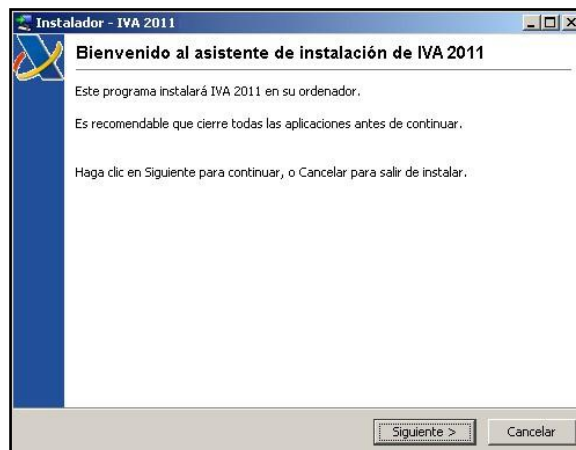 Instalador - IVA 2011
Bienvenido al asistente de instalación de IVA 2011
Este programa instalará IVA 2011 en su ordenador.
Es recomendable que cierre todas las aplicaciones antes de continuar.
Haga clic en Siguiente para continuar, o Cancelar para salir de instalar.
Siguiente >
Cancelar